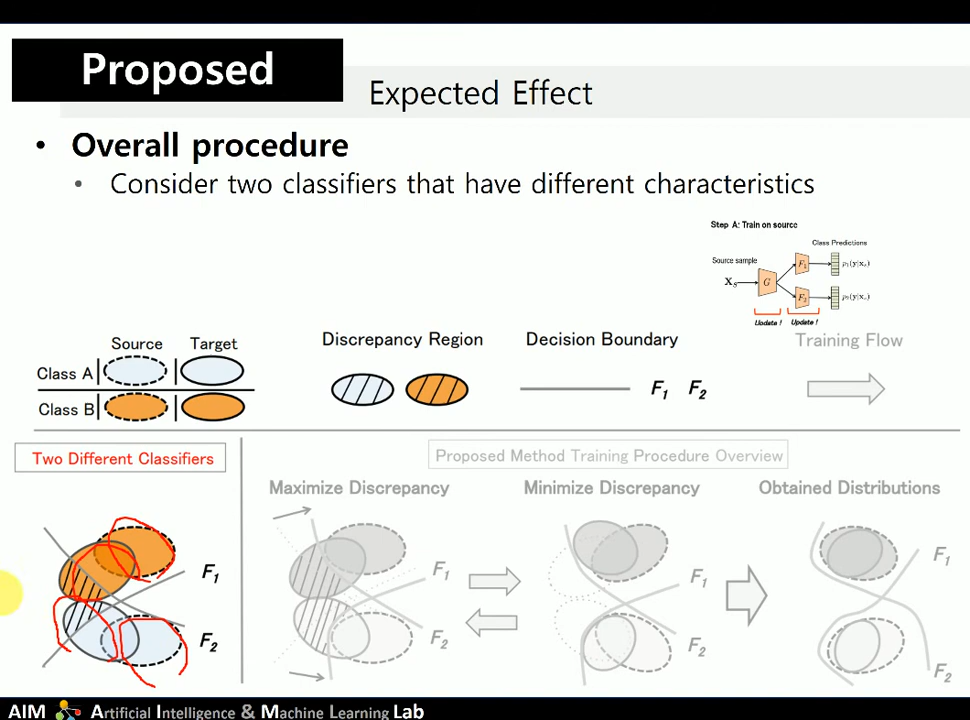 Proposed
Expected Effect
• Overall procedure
• Consider two classifiers that have different characteristics
Step A: Train on source
Class Predictions
Source sample
Xs
G
F1
p1(y|xs)
F2
p2(y|xs)
Update !
Update !
Source Target
Class A
Class B
Discrepancy Region
Decision Boundary
F1 F2
Training Flow
Two Different Classifiers
Proposed Method Training Procedure Overview
Maximize Discrepancy
Minimize Discrepancy
Obtained Distributions
F1
F2
F1
F2
F1
F2
F1
F2
AIM Artificial Intelligence & Machine Learning Lab